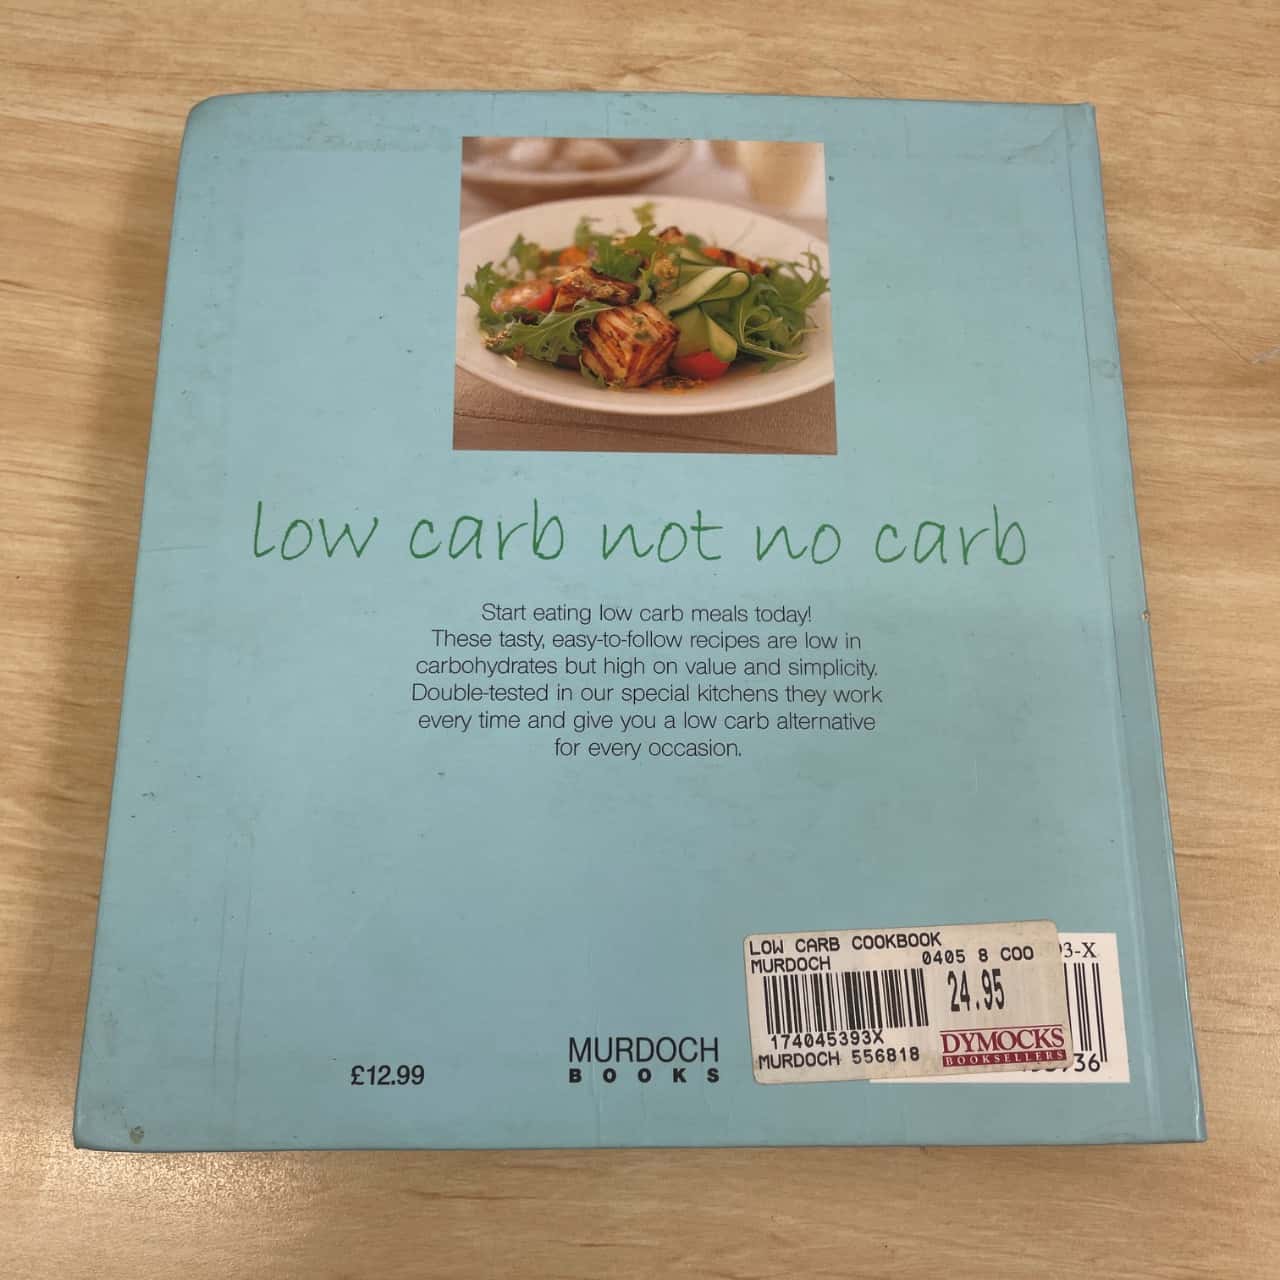 low carb not no carb
Start eating low carb meals today!
These tasty, easy-to-follow recipes are low in
carbohydrates but high on value and simplicity.
Double-tested in our special kitchens they work
every time and give you a low carb alternative
for every occasion.
£12.99
MURDOCH
BOOKS
LOW CARB COOKBOOK
MURDOCH 0405 8 COO
24.95
174045393X
MURDOCH 556818
DYMOCKS
BOOKSELLERS
3-X
36